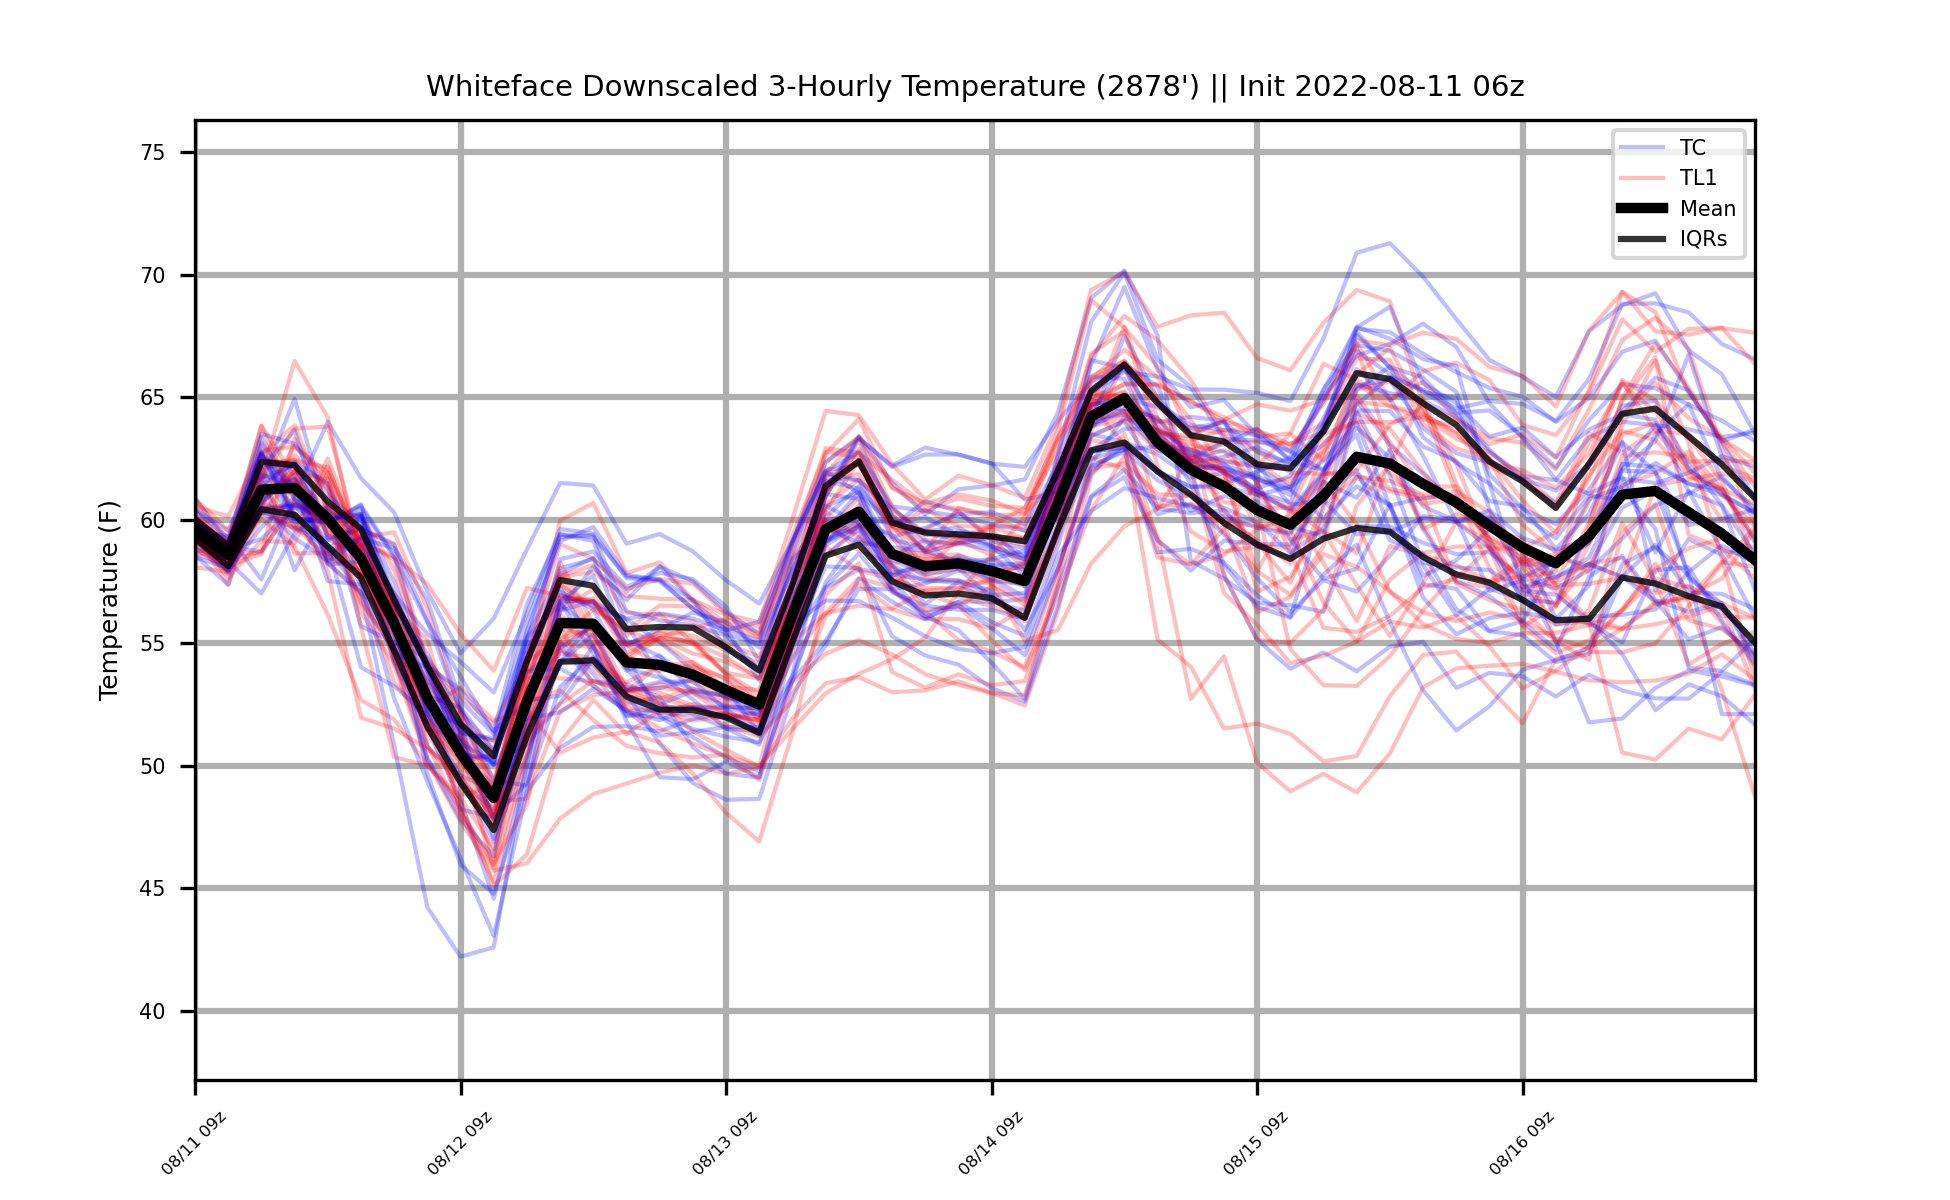 Whiteface Downscaled 3-Hourly Temperature (2878') || Init 2022-08-11 06z
TC
TL1
Mean
IQRs
Temperature (F)
75
70
65
60
55
50
45
40
08/11 09z
08/12 09z
08/13 09z
08/14 09z
08/15 09z
08/16 09z